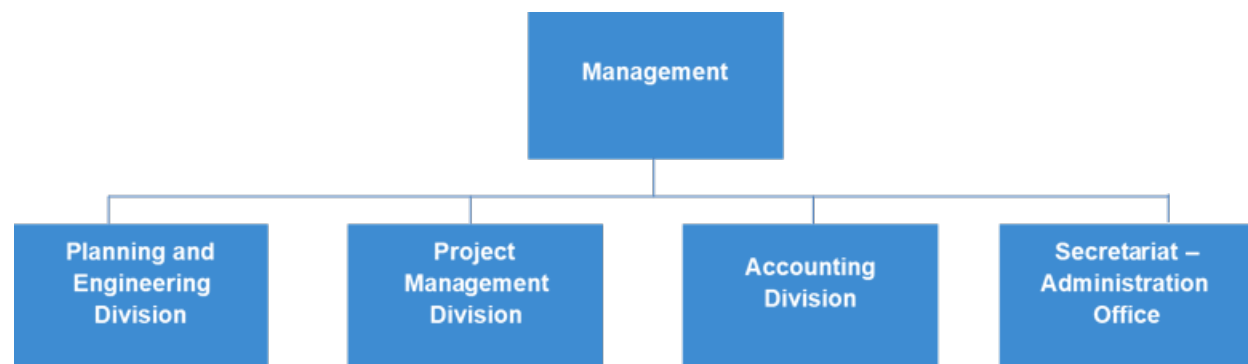 Management
Planning and
Engineering
Division
Project
Management
Division
Accounting
Division
Secretariat –
Administration
Office